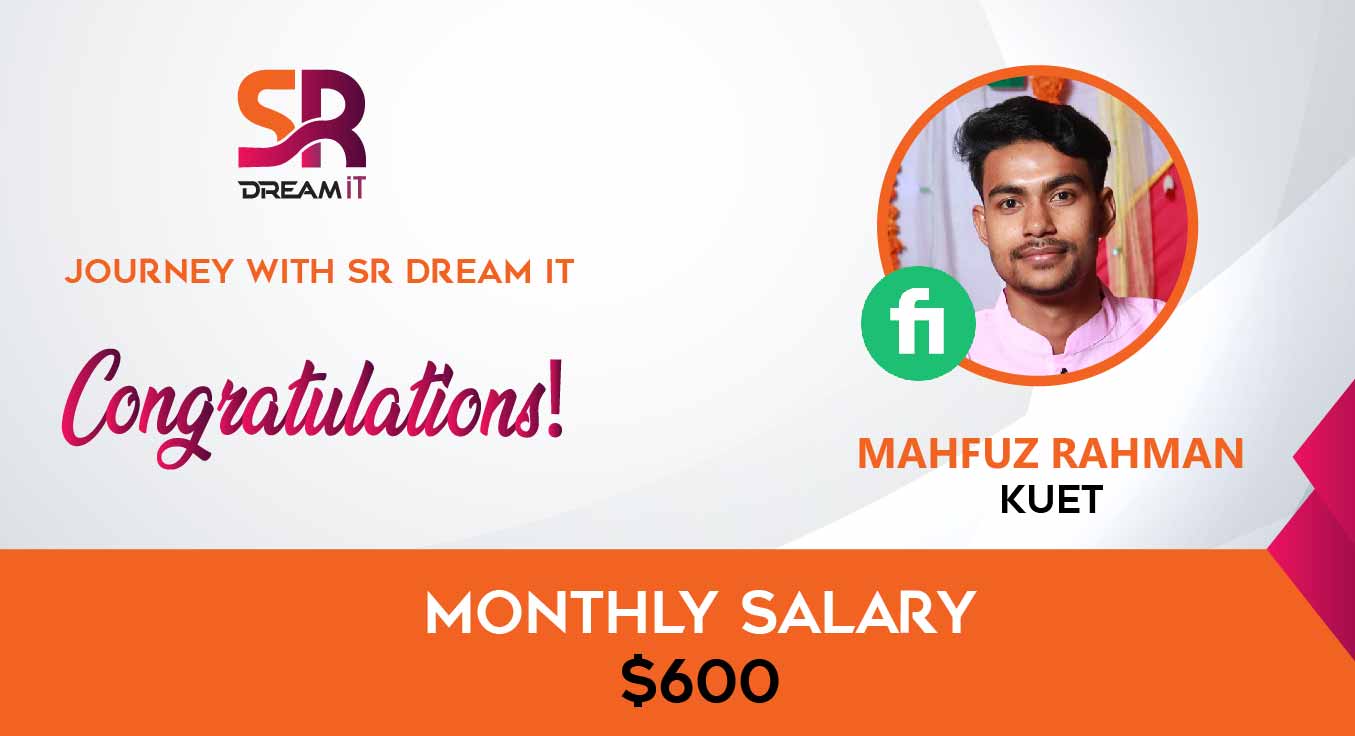 SR
DREAM iT
JOURNEY WITH SR DREAM IT
Congratulations!
fi
MAHFUZ RAHMAN
KUET
MONTHLY SALARY
$600